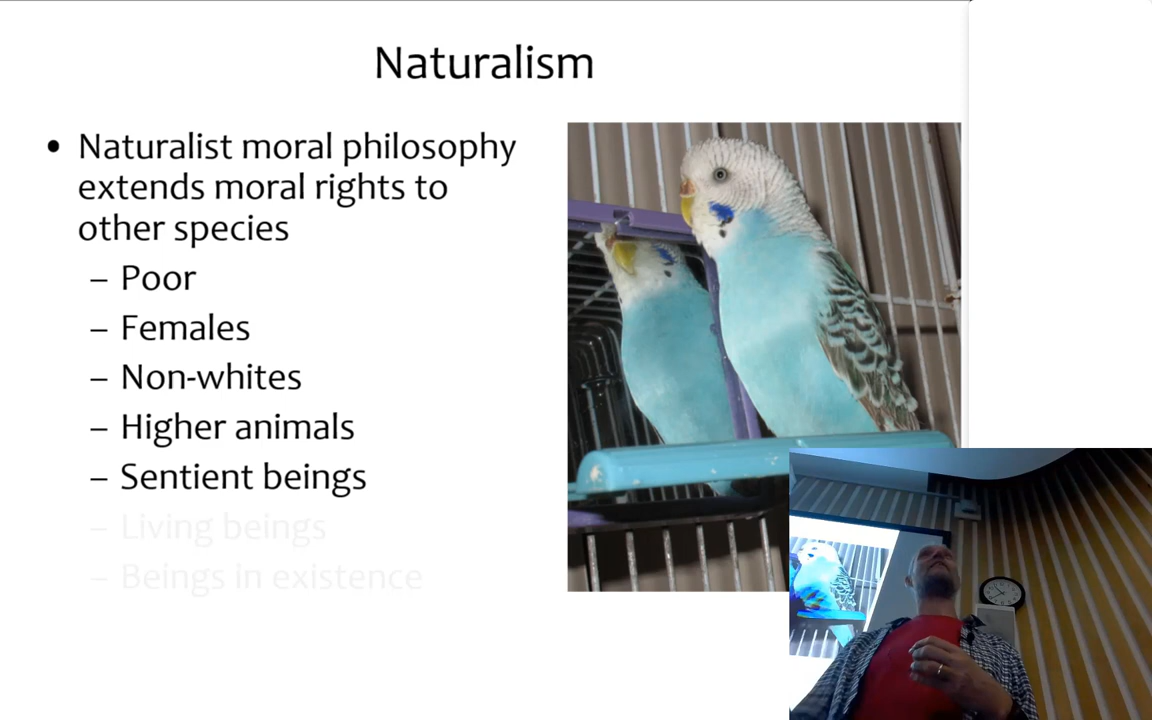 Naturalism
• Naturalist moral philosophy
extends moral rights to
other species
– Poor
– Females
– Non-whites
– Higher animals
– Sentient beings
– Living beings
– Beings in existence